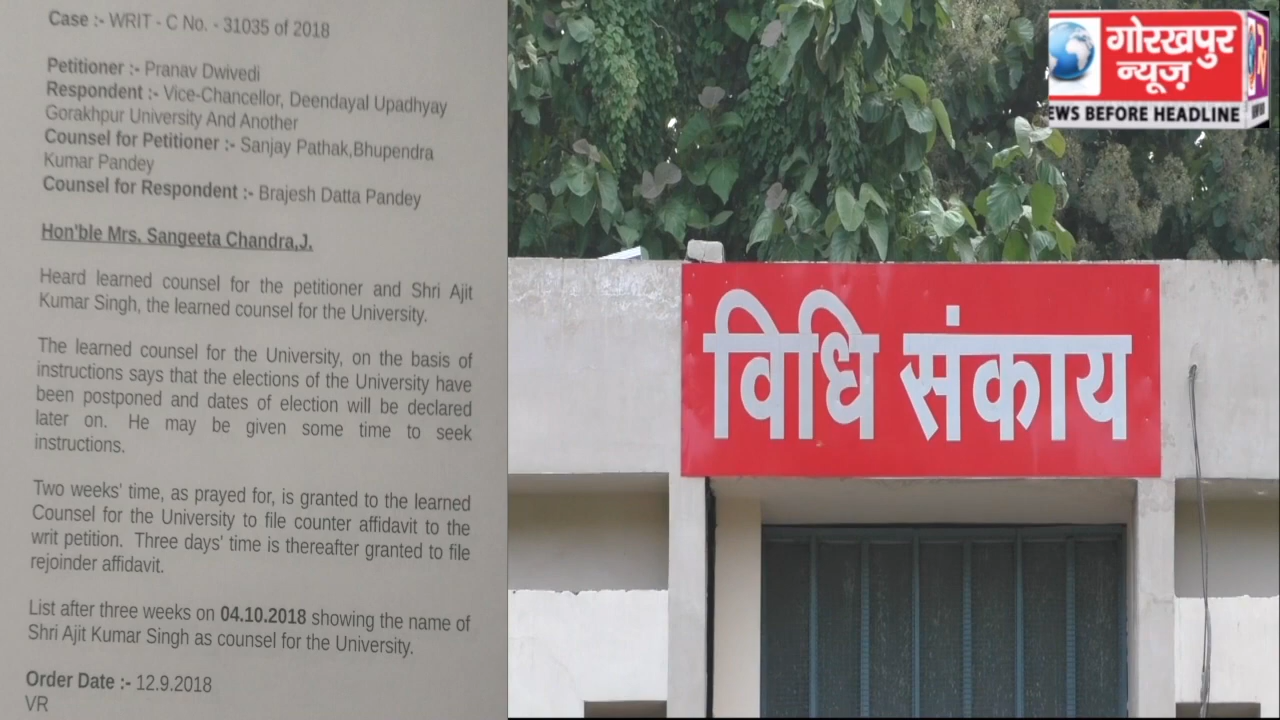 Case :- WRIT - C No. - 31035 of 2018
Petitioner :- Pranav Dwivedi
Respondent :- Vice-Chancellor, Deendayal Upadhyay
Gorakhpur University And Another
Counsel for Petitioner :- Sanjay Pathak,Bhupendra
Kumar Pandey
Counsel for Respondent :- Brajesh Datta Pandey
Hon'ble Mrs. Sangeeta Chandra,J.
Heard learned counsel for the petitioner and Shri Ajit
Kumar Singh, the learned counsel for the University.
The learned counsel for the University, on the basis of
instructions says that the elections of the University have
been postponed and dates of election will be declared
later on. He may be given some time to seek
instructions.
Two weeks' time, as prayed for, is granted to the learned
Counsel for the University to file counter affidavit to the
writ petition. Three days' time is thereafter granted to file
rejoinder affidavit.
List after three weeks on 04.10.2018 showing the name of
Shri Ajit Kumar Singh as counsel for the University.
Order Date :- 12.9.2018
VR
गोरखपुर
न्यूज़
EWS BEFORE HEADLINE
विधि संकाय